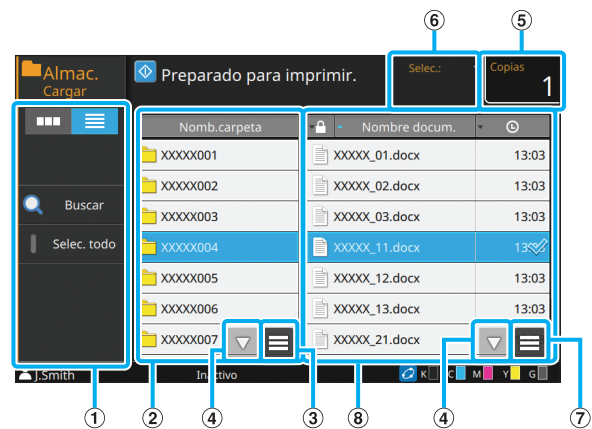 ⑥ ⑤
Almac.
Cargar
Preparado para imprimir.
Selec.:
Copias
1
Nomb.carpeta
Nombre docum.
XXXXX001
XXXXX_01.docx 13:03
XXXXX002
XXXXX_02.docx 13:03
Buscar
XXXXX003
XXXXX_03.docx 13:03
Selec. todo
XXXXX004
XXXXX_11.docx
XXXXX005
XXXXX_12.docx 13:03
XXXXX006
XXXXX_13.docx 13:03
XXXXX007
XXXXX_21.docx
J.Smith
K C M Y G
① ② ④ ③ ⑧ ④ ⑦